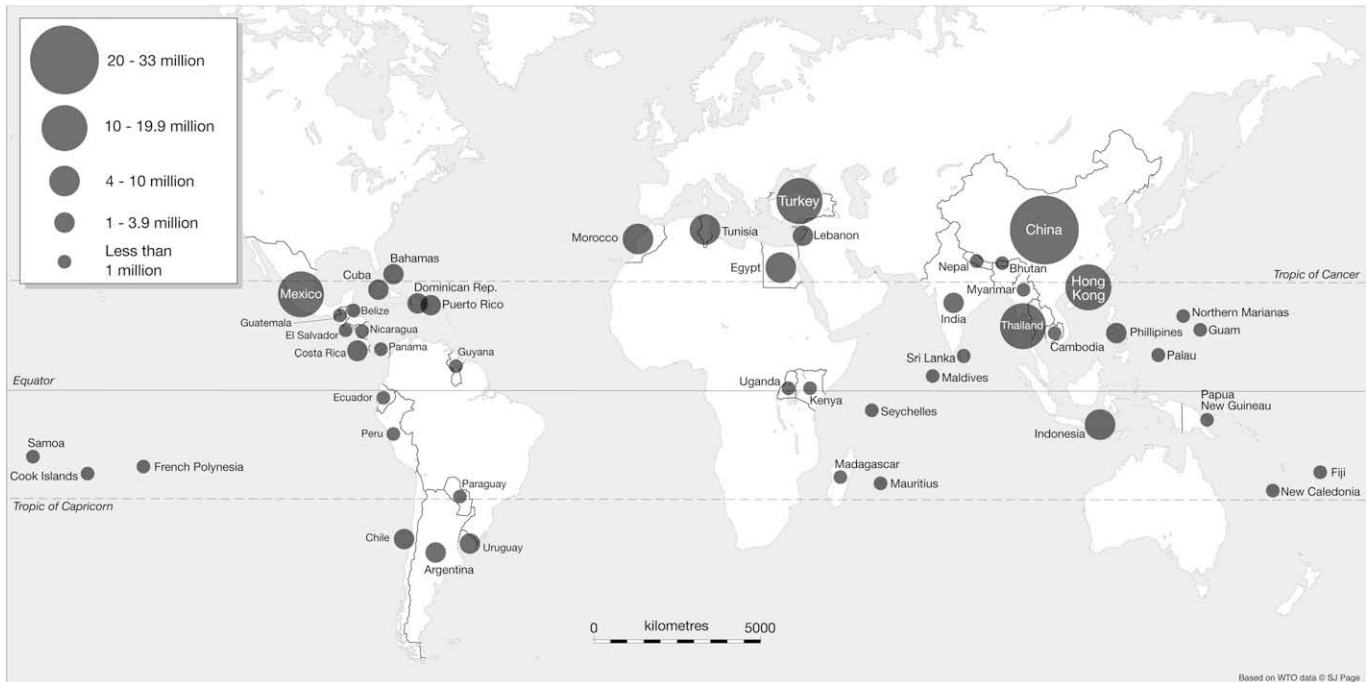 20 - 33 million
10 - 19.9 million
4 - 10 million
1 - 3.9 million
Less than
1 million
Turkey
China
Morocco
Tunisia
Lebanon
Egypt
Nepal
Bhutan
Hong
Kong
Tropic of Cancer
Bahamas
Cuba
Dominican Rep.
Mexico
Puerto Rico
Belize
Guatemala
El Salvador
Nicaragua
Costa Rica
Panama
Guyana
Myanmar
India
Thailand
Phillipines
Cambodia
Northern Marianas
Guam
Sri Lanka
Palau
Maldives
Equator
Uganda
Kenya
Ecuador
Seychelles
Papua
New Guineau
Peru
Indonesia
Samoa
Cook Islands
French Polynesia
Madagascar
Mauritius
Fiji
New Caledonia
Paraguay
Tropic of Capricorn
Chile
Uruguay
Argentina
0 kilometres 5000
Based on WTO data © SJ Page